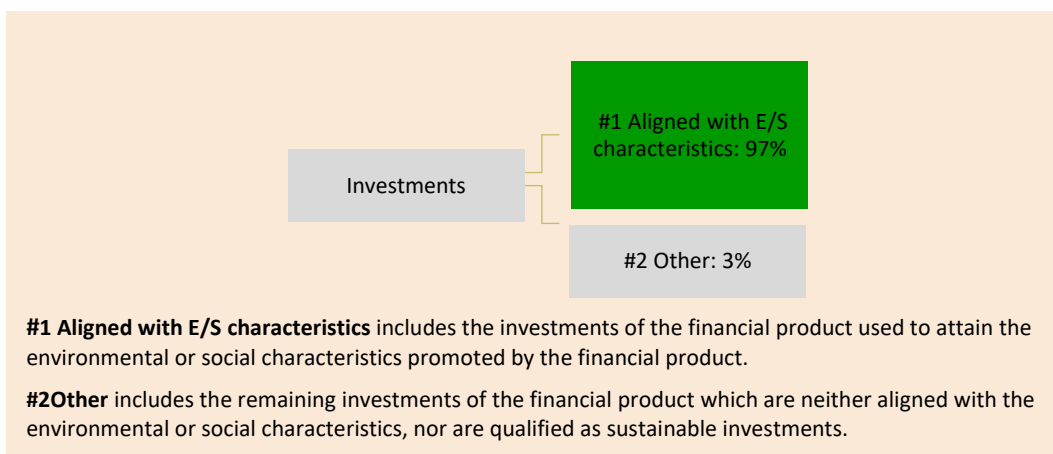 #1 Aligned with E/S
characteristics: 97%
Investments
#2 Other: 3%
#1 Aligned with E/S characteristics includes the investments of the financial product used to attain the
environmental or social characteristics promoted by the financial product.
#2Other includes the remaining investments of the financial product which are neither aligned with the
environmental or social characteristics, nor are qualified as sustainable investments.